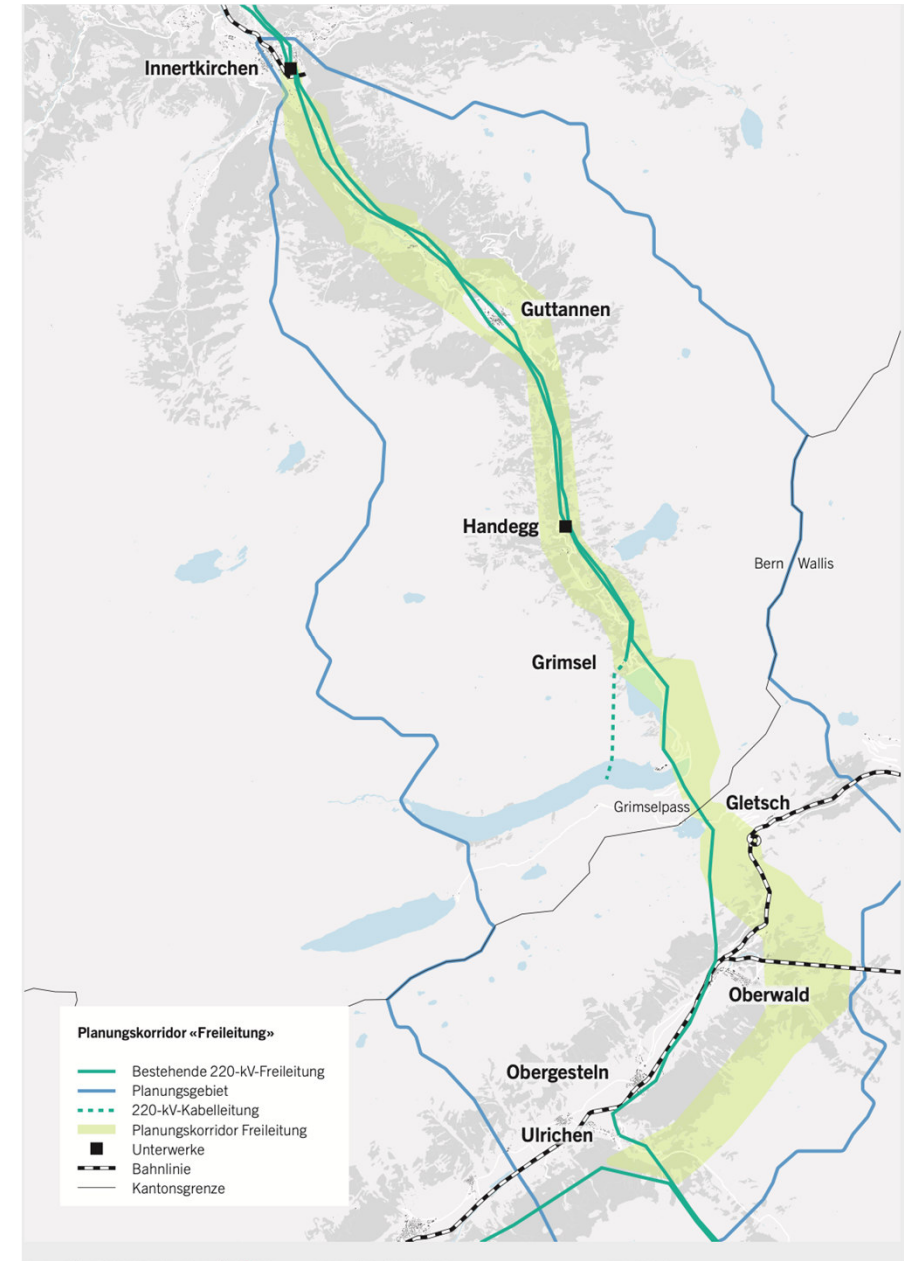 Innertkirchen
Guttannen
Handegg
Bern
Wallis
Grimsel
Grimselpass
Gletsch
Oberwald
Obergesteln
Ulrichen
Planungskorridor «Freileitung»
Bestehende 220-kV-Freileitung
Planungsgebiet
220-kV-Kabelleitung
Planungskorridor Freileitung
Unterwerke
Bahnlinie
Kantonsgrenze